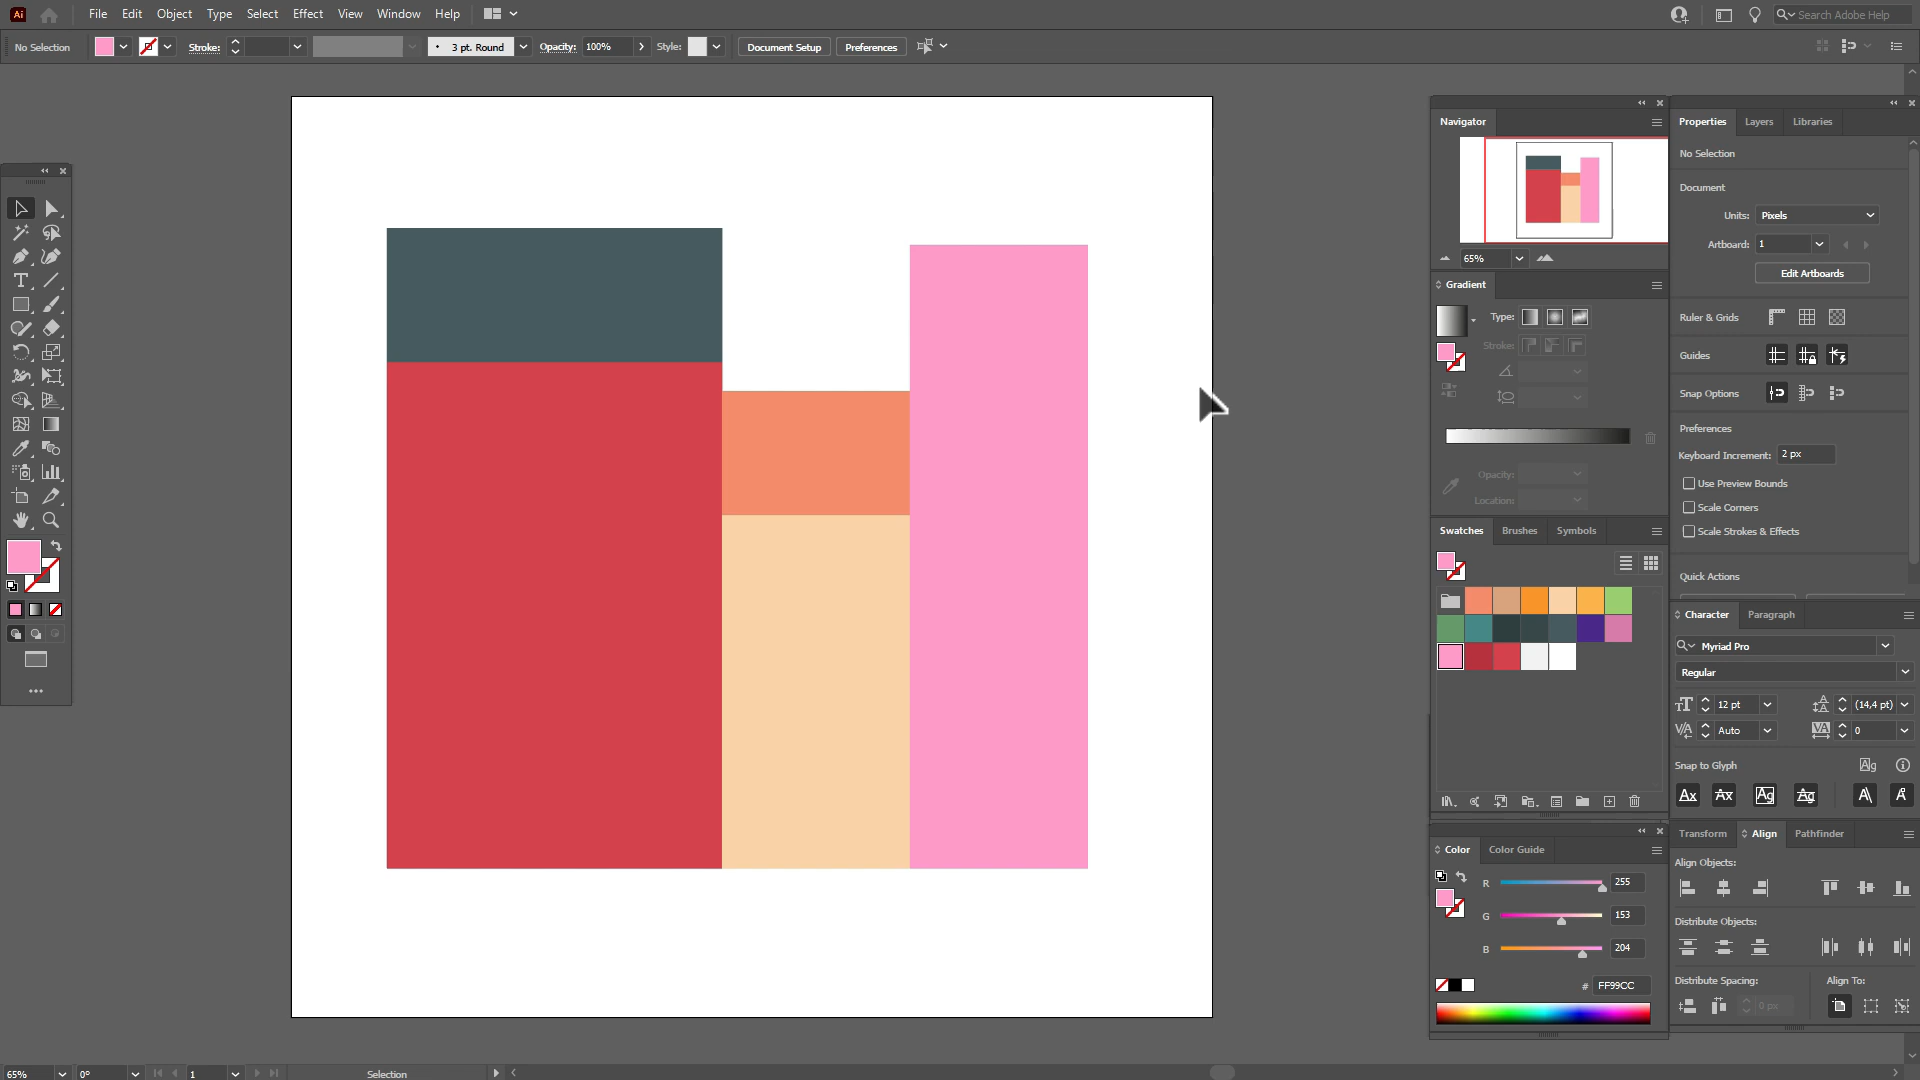 Ai File Edit Object Type Select Effect View Window Help Search Adobe Help
No Selection Stroke: 3 pt. Round Opacity: 100% Style: Document Setup Preferences
Navigator
65%
Gradient
Type:
Stroke:
Opacity:
Location:
Swatches Brushes Symbols
Color Color Guide
R 255
G 153
B 204
# FF99CC
Properties Layers Libraries
No Selection
Document
Units: Pixels
Artboard: 1
Edit Artboards
Ruler & Grids
Guides
Snap Options
Preferences
Keyboard Increment: 2 px
Use Preview Bounds
Scale Corners
Scale Strokes & Effects
Quick Actions
Character Paragraph
Myriad Pro
Regular
12 pt (14,4 pt)
Auto 0
Snap to Glyph
Transform Align Pathfinder
Align Objects:
Distribute Objects:
Distribute Spacing: Align To:
0 px
65% 0° 1 Selection